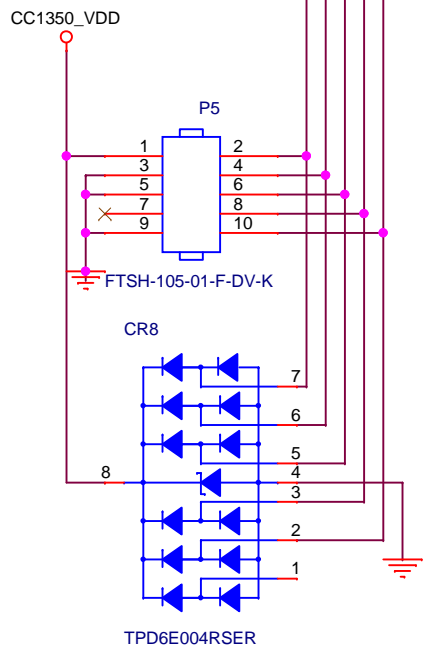 CC1350_VDD
P5
1 2
3 4
5 6
7 8
9 10
FTSH-105-01-F-DV-K
CR8
7
6
5
8 4
3
2
1
TPD6E004RSER